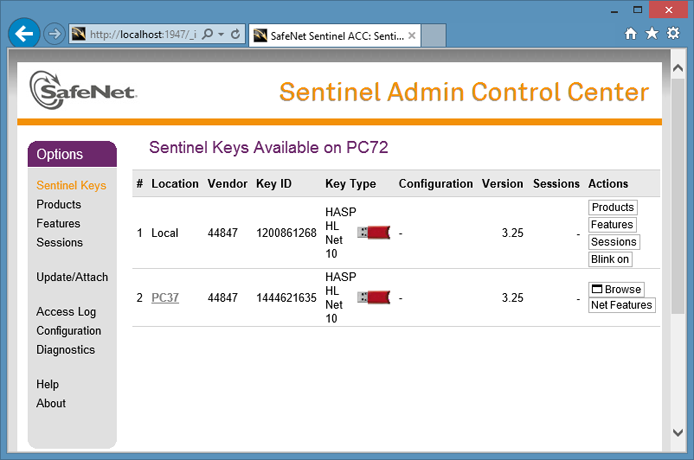 http://localhost:1947/_i
SafeNet Sentinel ACC: Senti...
SafeNet.
Sentinel Admin Control Center
Options
Sentinel Keys
Products
Features
Sessions
Update/Attach
Access Log
Configuration
Diagnostics
Help
About
Sentinel Keys Available on PC72
# Location Vendor Key ID Key Type Configuration Version Sessions Actions
1 Local 44847 1200861268 HASP HL Net 10 - 3.25 - Products Features Sessions Blink on
2 PC37 44847 1444621635 HASP HL Net 10 - 3.25 - Browse Net Features